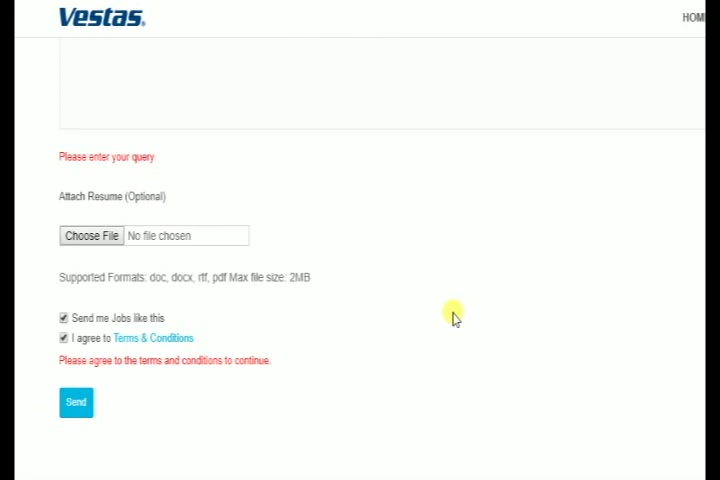 Vestas.
HOM
Please enter your query
Attach Resume (Optional)
Choose File No file chosen
Supported Formats: doc, docx, rtf, pdf Max file size: 2MB
Send me Jobs like this
I agree to Terms & Conditions
Please agree to the terms and conditions to continue.
Send